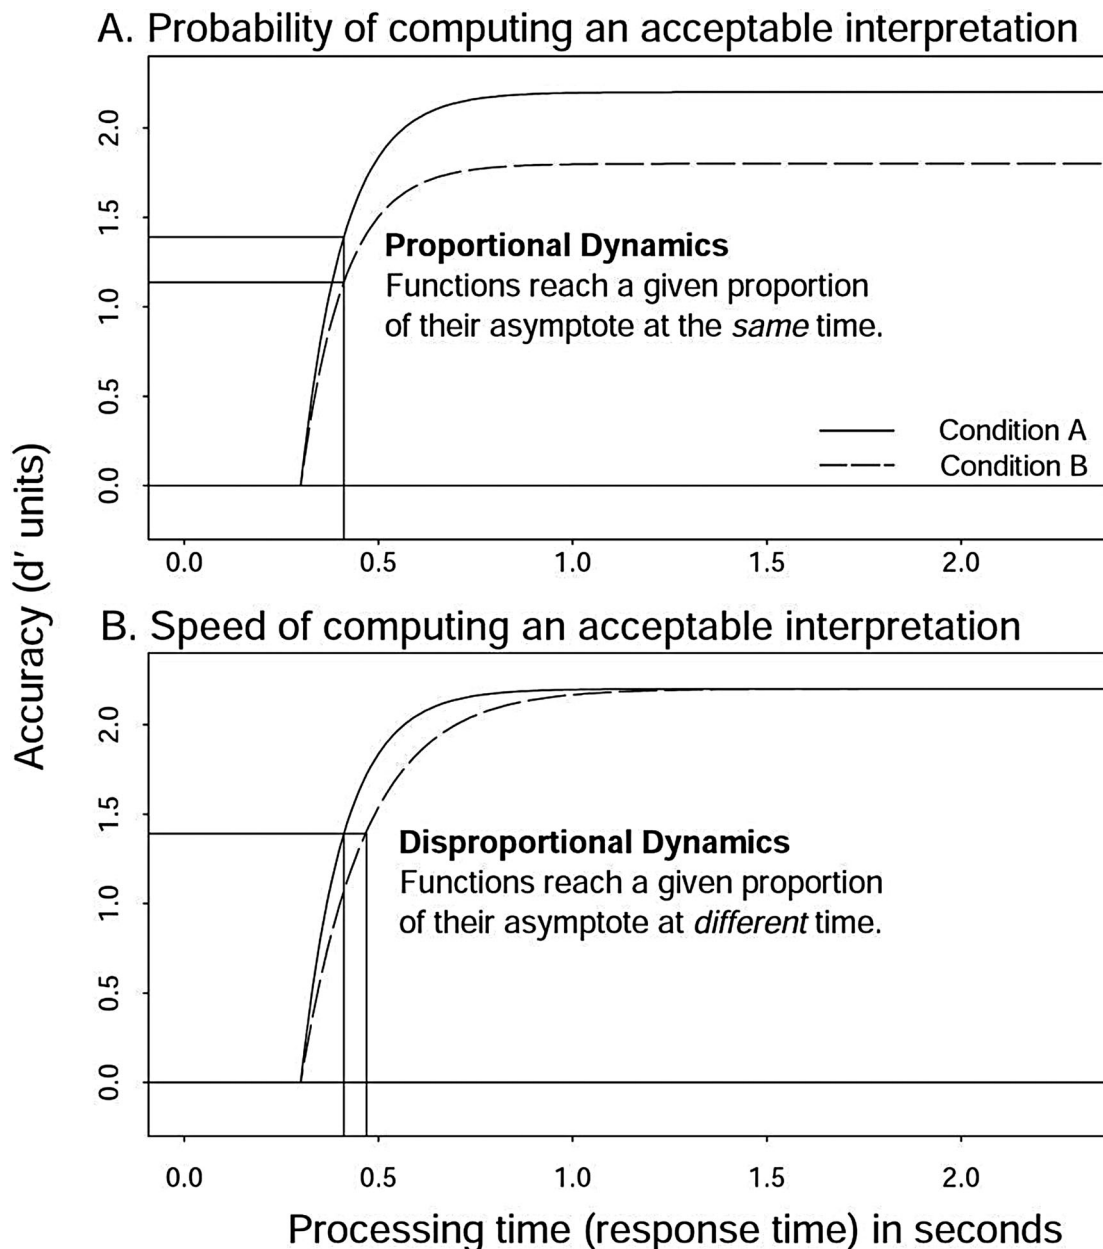 A. Probability of computing an acceptable interpretation
2.0
1.5
1.0
0.5
0.0
Proportional Dynamics
Functions reach a given proportion
of their asymptote at the same time.
Condition A
Condition B
0.0 0.5 1.0 1.5 2.0
Accuracy (d′ units)
B. Speed of computing an acceptable interpretation
2.0
1.5
1.0
0.5
0.0
Disproportional Dynamics
Functions reach a given proportion
of their asymptote at different time.
0.0 0.5 1.0 1.5 2.0
Processing time (response time) in seconds